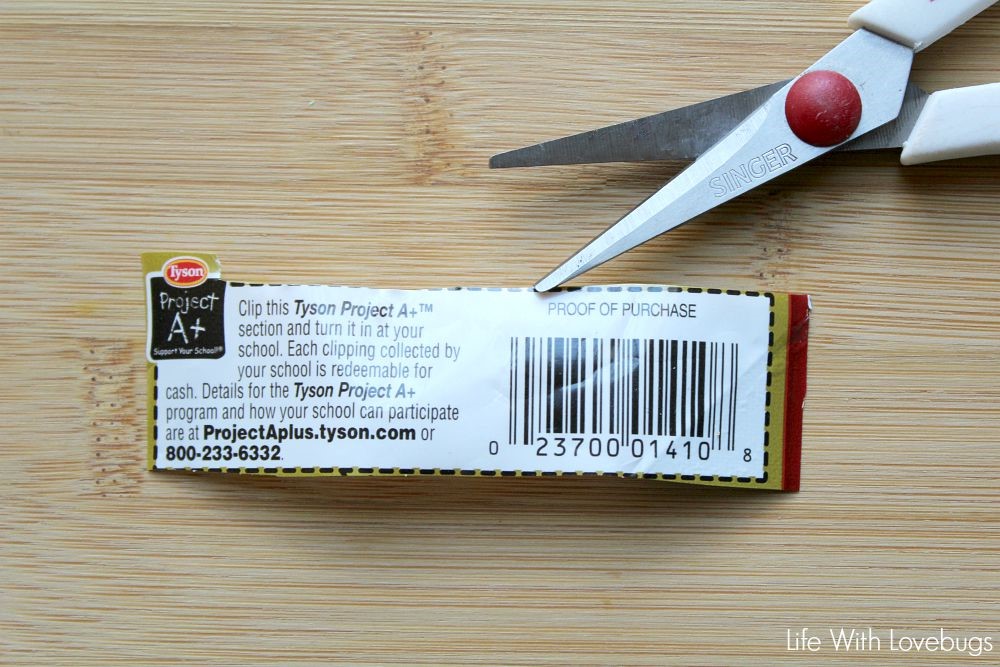 SINGER
Tyson
Project
A+
Support Your School!®
Clip this Tyson Project A+™
section and turn it in at your
school. Each clipping collected by
your school is redeemable for
cash. Details for the Tyson Project A+
program and how your school can participate
are at ProjectAplus.tyson.com or
800-233-6332.
PROOF OF PURCHASE
0 23700 01410 8
Life With Lovebugs